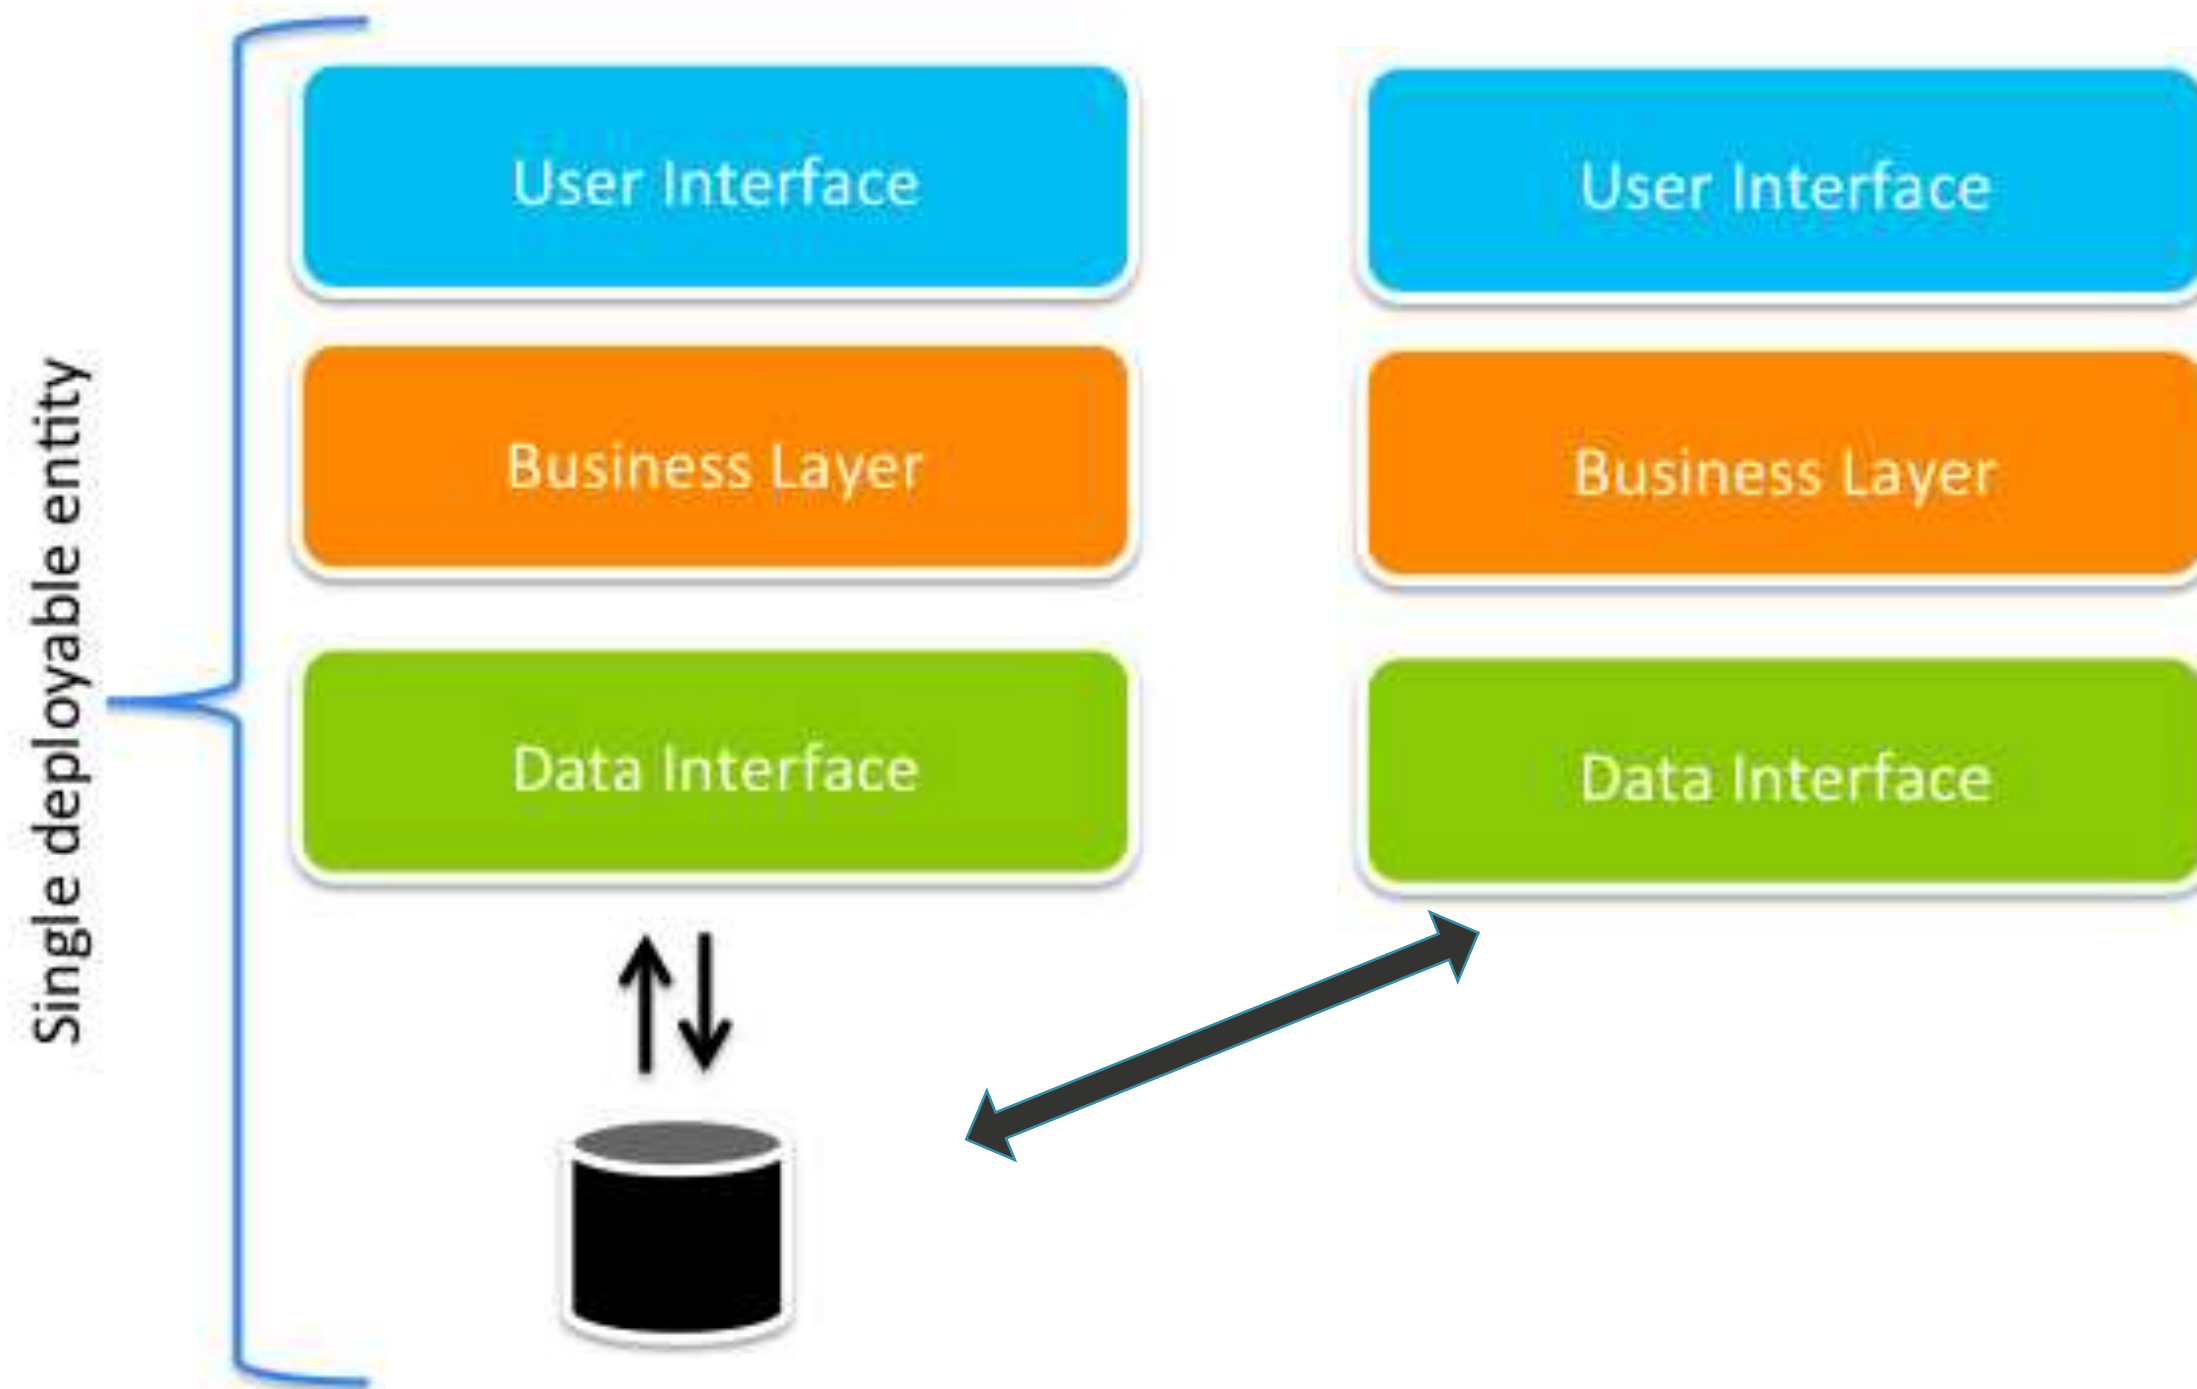 Single deployable entity
User Interface
Business Layer
Data Interface
User Interface
Business Layer
Data Interface